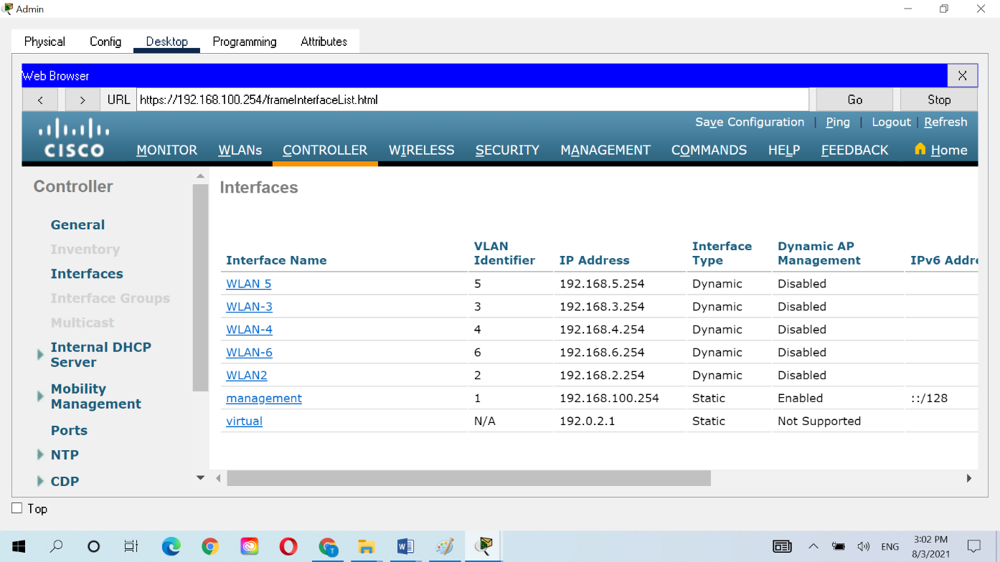 Admin
Physical Config Desktop Programming Attributes
Web Browser X
< > URL https://192.168.100.254/frameInterfaceList.html Go Stop
Save Configuration | Ping | Logout | Refresh
CISCO MONITOR WLANs CONTROLLER WIRELESS SECURITY MANAGEMENT COMMANDS HELP FEEDBACK Home
Controller
General
Inventory
Interfaces
Interface Groups
Multicast
Internal DHCP
Server
Mobility
Management
Ports
NTP
CDP
Interfaces
Interface Name VLAN Identifier IP Address Interface Type Dynamic AP Management IPv6 Addre
WLAN 5 5 192.168.5.254 Dynamic Disabled
WLAN-3 3 192.168.3.254 Dynamic Disabled
WLAN-4 4 192.168.4.254 Dynamic Disabled
WLAN-6 6 192.168.6.254 Dynamic Disabled
WLAN2 2 192.168.2.254 Dynamic Disabled
management 1 192.168.100.254 Static Enabled ::/128
virtual N/A 192.0.2.1 Static Not Supported
Top
ENG
3:02 PM
8/3/2021